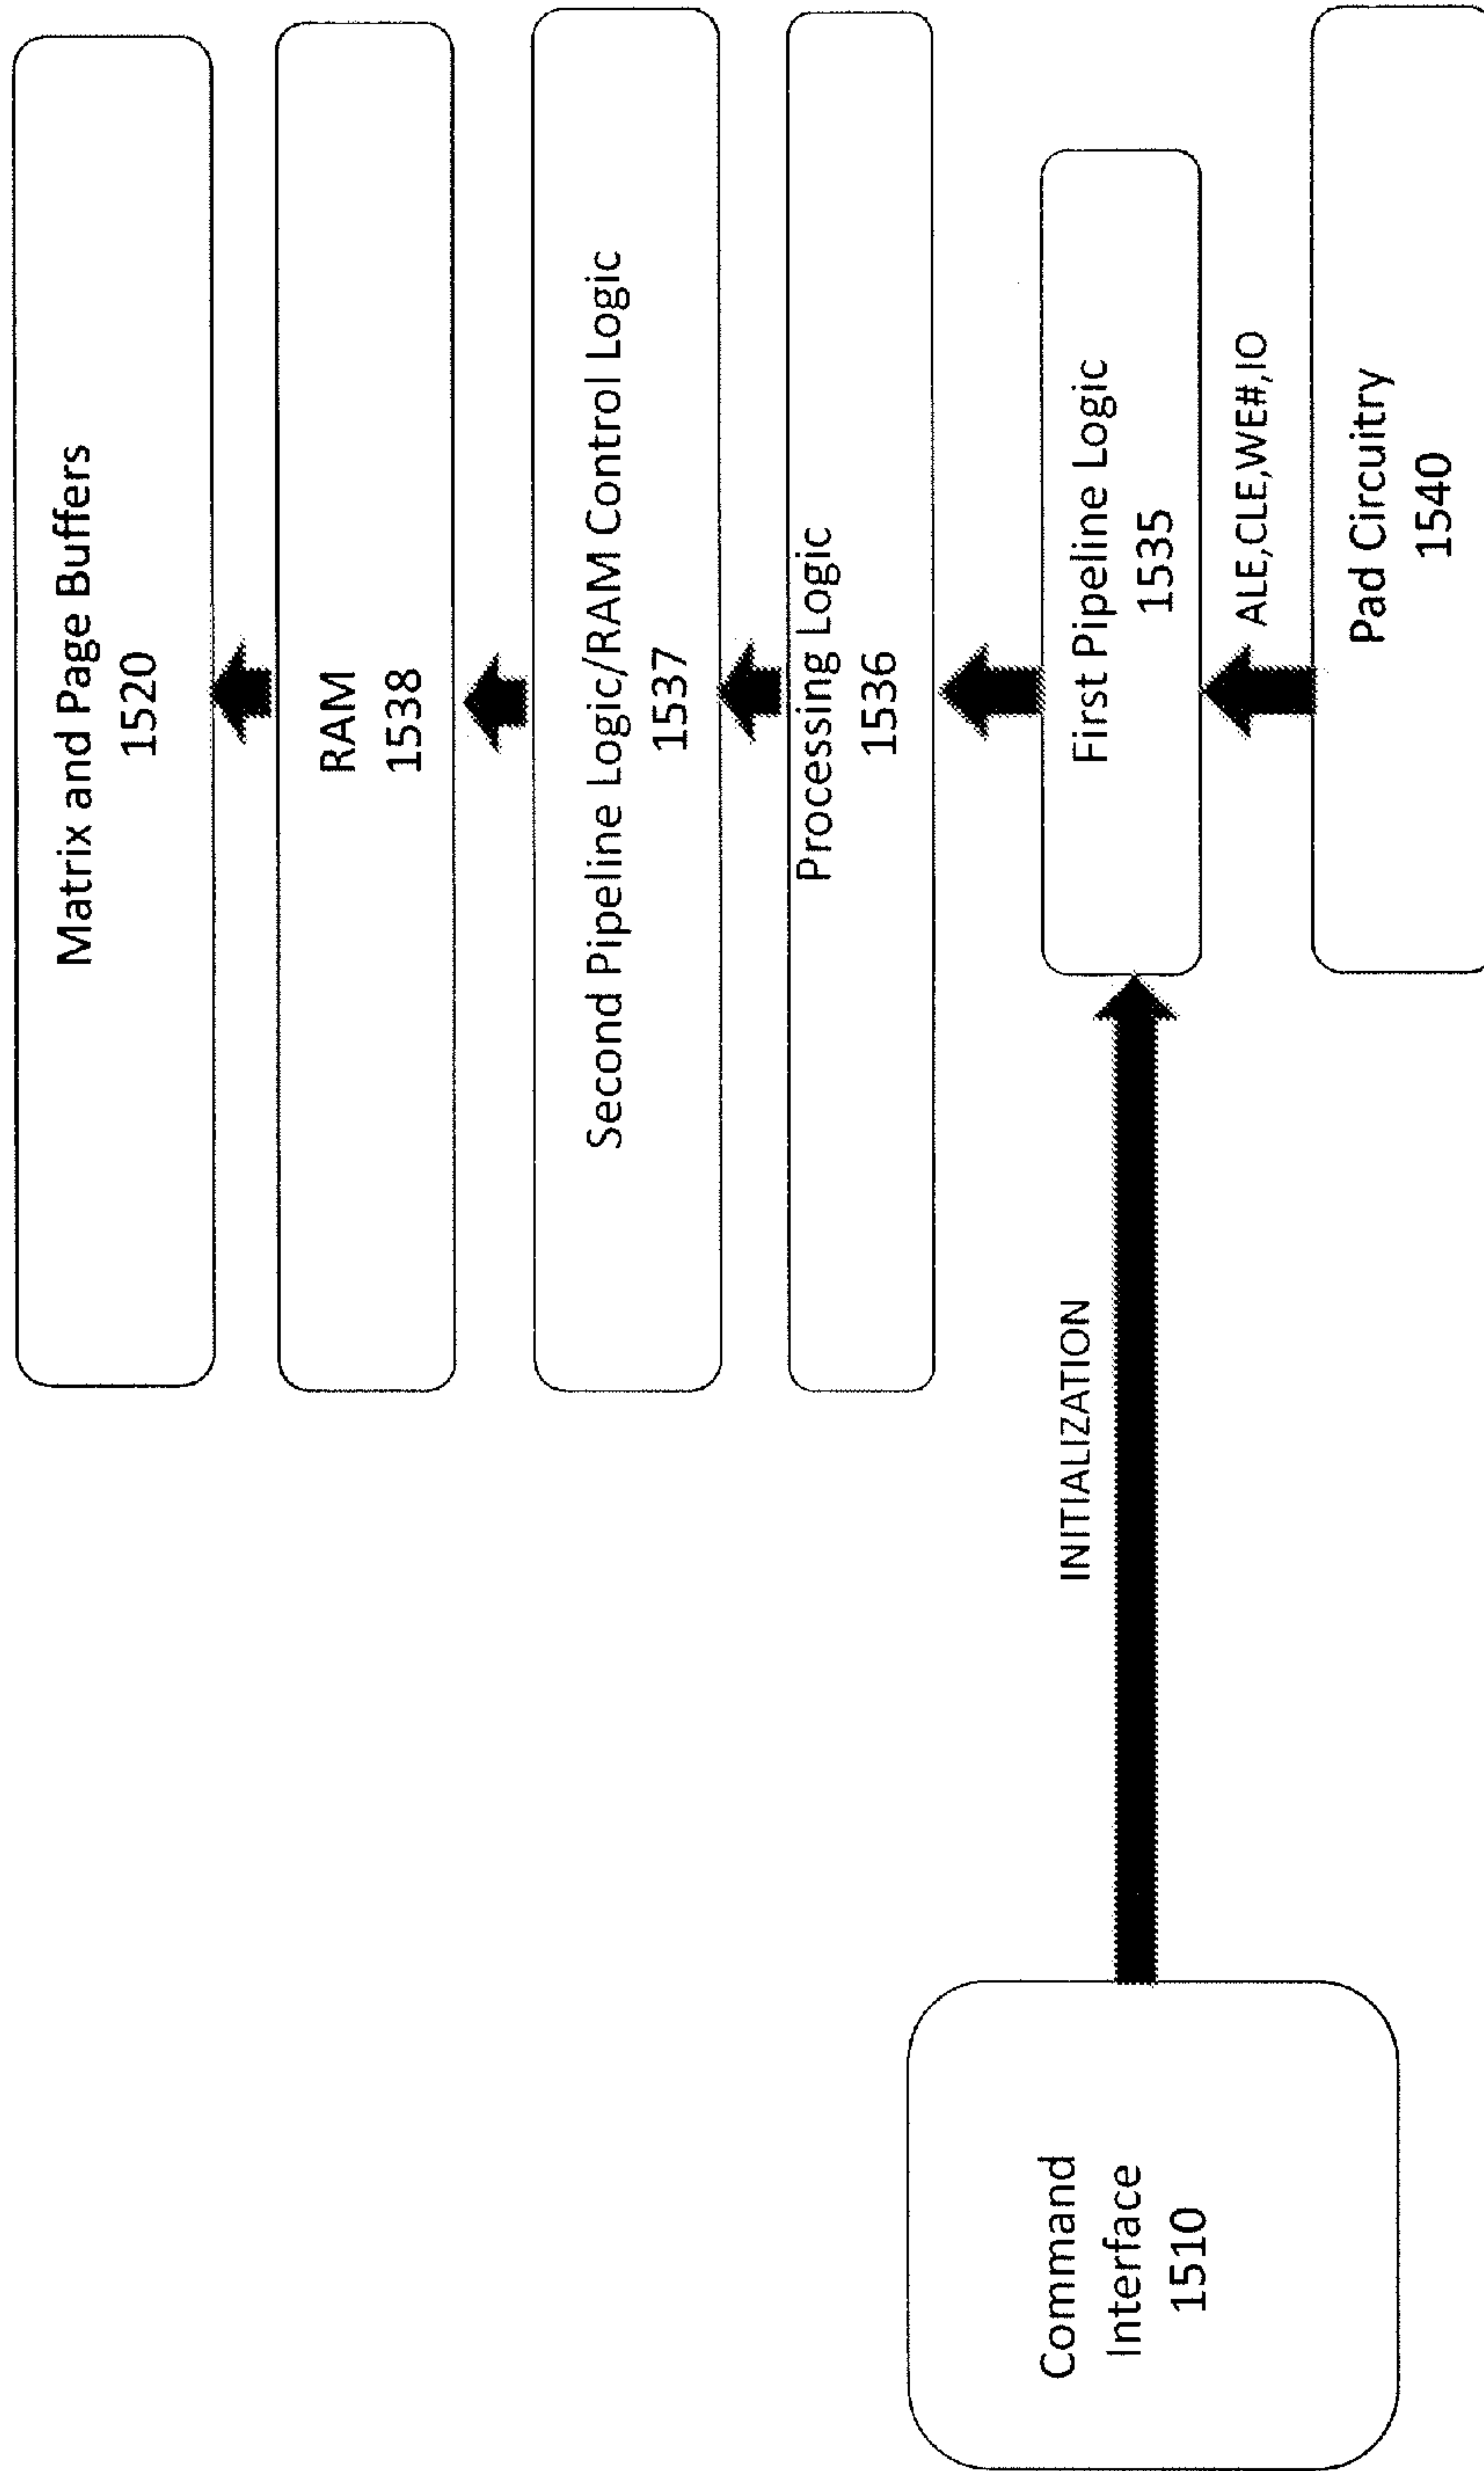 Matrix and Page Buffers
1520
RAM
1538
Second Pipeline Logic/RAM Control Logic
1537
Processing Logic
1536
INITIALIZATION
First Pipeline Logic
1535
ALE,CLE,WE#,IO
Pad Circuitry
1540
Command
Interface
1510